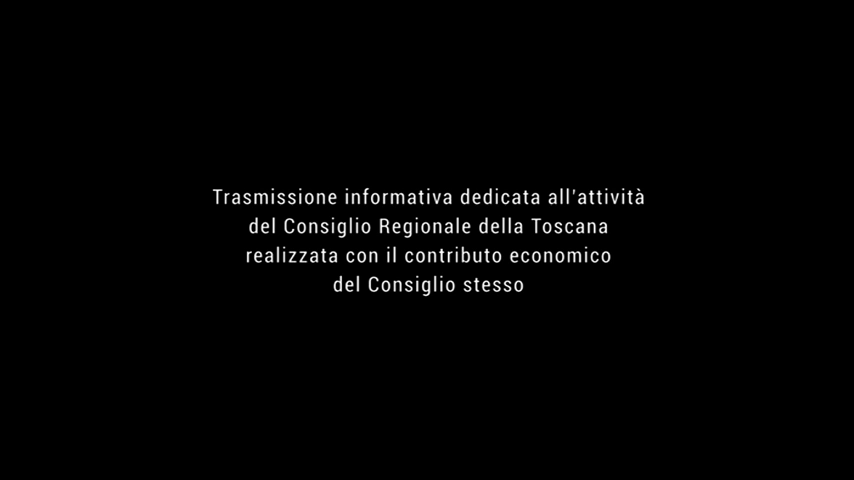 Trasmissione informativa dedicata all'attività
del Consiglio Regionale della Toscana
realizzata con il contributo economico
del Consiglio stesso